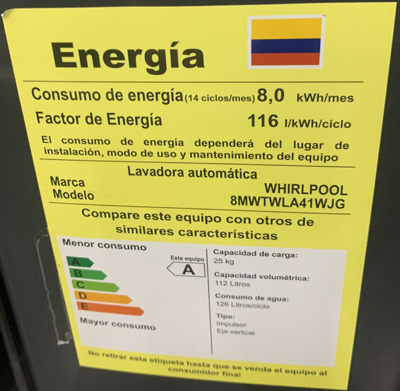 Energía
Consumo de energía(14 ciclos/mes) 8,0 kWh/mes
Factor de Energía 116 l/kWh/ciclo
El consumo de energía dependerá del lugar de
instalación, modo de uso y mantenimiento del equipo
Lavadora automática
Marca WHIRLPOOL
Modelo 8MWTWLA41WJG
Compare este equipo con otros de
similares características
Menor consumo
A
B
C
D
E
Mayor consumo
Este equipo
A
Capacidad de carga:
25 kg
Capacidad volumétrica:
112 Litros
Consumo de agua:
126 Litros/ciclo
Tipo:
Impulsor
Eje vertical
No retirar esta etiqueta hasta que se venda el equipo al
consumidor final